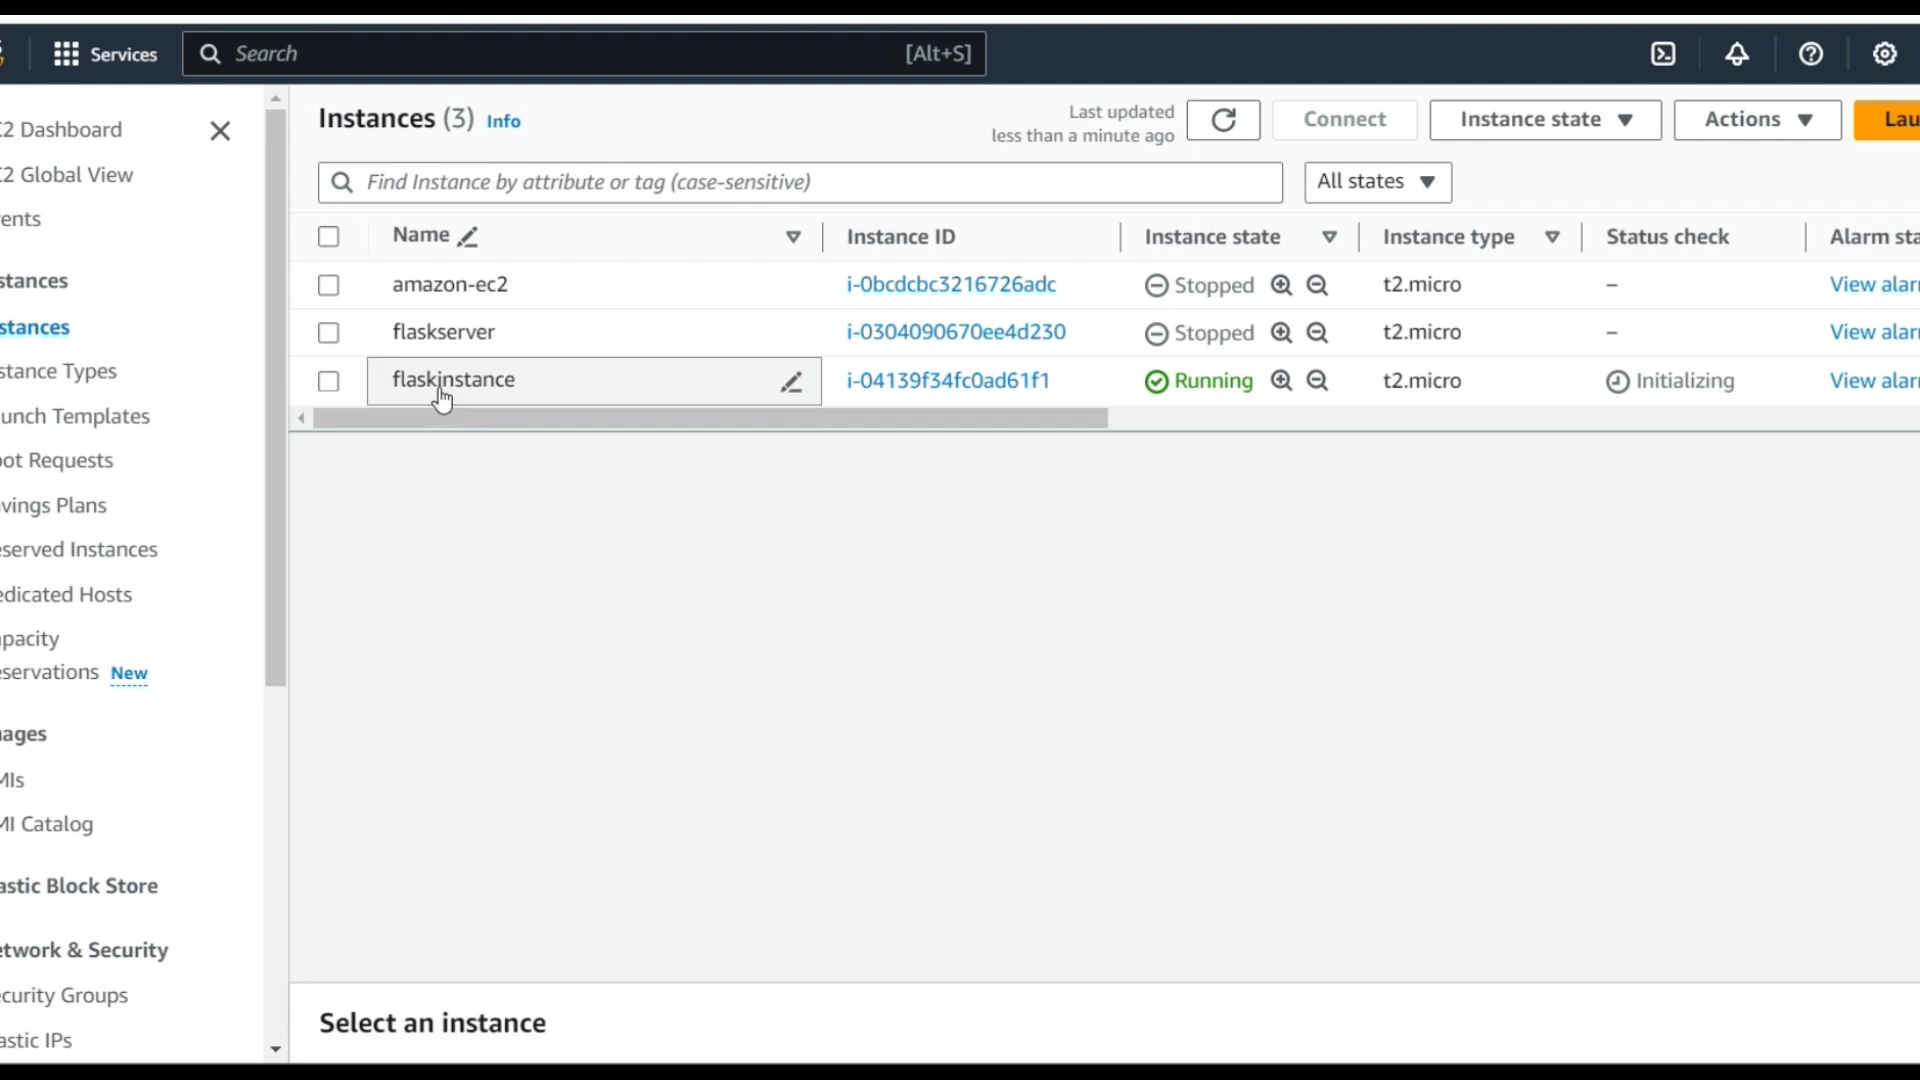 Services Search [Alt+S]
C2 Dashboard
C2 Global View
ents
stances
stances
stance Types
unch Templates
ot Requests
vings Plans
eserved Instances
edicated Hosts
pacity
eservations New
ages
MIs
MI Catalog
astic Block Store
etwork & Security
curity Groups
astic IPs
Instances (3) Info
Last updated
less than a minute ago
Connect Instance state Actions Lau
Find Instance by attribute or tag (case-sensitive) All states
Name Instance ID Instance state Instance type Status check Alarm sta
amazon-ec2 i-0bcdcbc3216726adc Stopped t2.micro – View alar
flaskserver i-0304090670ee4d230 Stopped t2.micro – View alar
flaskinstance i-04139f34fc0ad61f1 Running t2.micro Initializing View alar
Select an instance